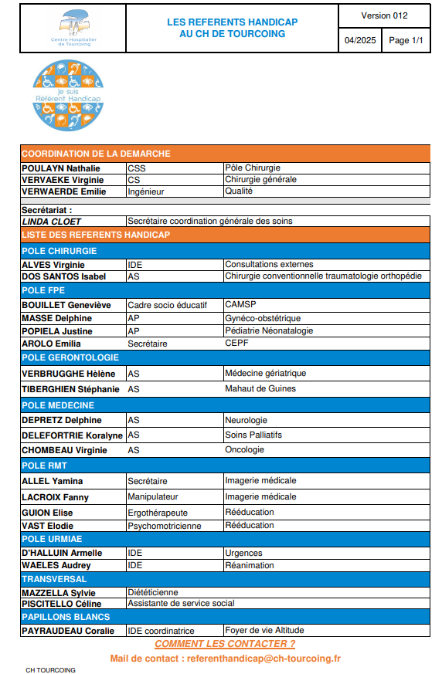 Centre Hospitalier
de Tourcoing
LES REFERENTS HANDICAP
AU CH DE TOURCOING
Version 012
04/2025 Page 1/1
je suis
Référent Handicap
COORDINATION DE LA DEMARCHE
POULAYN Nathalie CSS Pôle Chirurgie
VERVAEKE Virginie CS Chirurgie générale
VERWAERDE Emilie Ingénieur Qualité
Secrétariat :
LINDA CLOET Secrétaire coordination générale des soins
LISTE DES REFERENTS HANDICAP
POLE CHIRURGIE
ALVES Virginie IDE Consultations externes
DOS SANTOS Isabel AS Chirurgie conventionnelle traumatologie orthopédie
POLE FPE
BOUILLET Geneviève Cadre socio éducatif CAMSP
MASSE Delphine AP Gynéco-obstétrique
POPIELA Justine AP Pédiatrie Néonatalogie
AROLO Emilia Secrétaire CEPF
POLE GERONTOLOGIE
VERBRUGGHE Hélène AS Médecine gériatrique
TIBERGHIEN Stéphanie AS Mahaut de Guines
POLE MEDECINE
DEPRETZ Delphine AS Neurologie
DELEFORTRIE Koralyne AS Soins Palliatifs
CHOMBEAU Virginie AS Oncologie
POLE RMT
ALLEL Yamina Secrétaire Imagerie médicale
LACROIX Fanny Manipulateur Imagerie médicale
GUION Elise Ergothérapeute Rééducation
VAST Elodie Psychomotricienne Rééducation
POLE URMIAE
D'HALLUIN Armelle IDE Urgences
WAELES Audrey IDE Réanimation
TRANSVERSAL
MAZZELLA Sylvie Diététicienne
PISCITELLO Céline Assistante de service social
PAPILLONS BLANCS
PAYRAUDEAU Coralie IDE coordinatrice Foyer de vie Altitude
COMMENT LES CONTACTER ?
Mail de contact : referenthandicap@ch-tourcoing.fr
CH TOURCOING